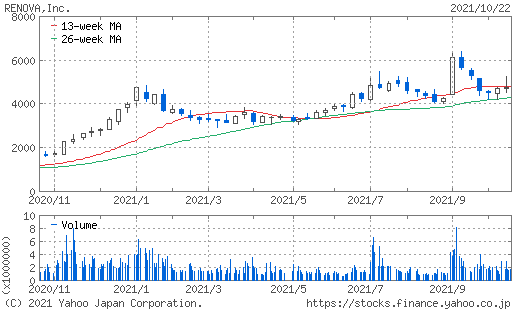 RENOVA,Inc. 2021/10/22
8000
13-week MA
26-week MA
6000
4000
2000
0
2020/11 2021/1 2021/3 2021/5 2021/7 2021/9
10
Volume
8
6
4
2
0
(x1000000)
2020/11 2021/1 2021/3 2021/5 2021/7 2021/9
(C) 2021 Yahoo Japan Corporation. https://stocks.finance.yahoo.co.jp